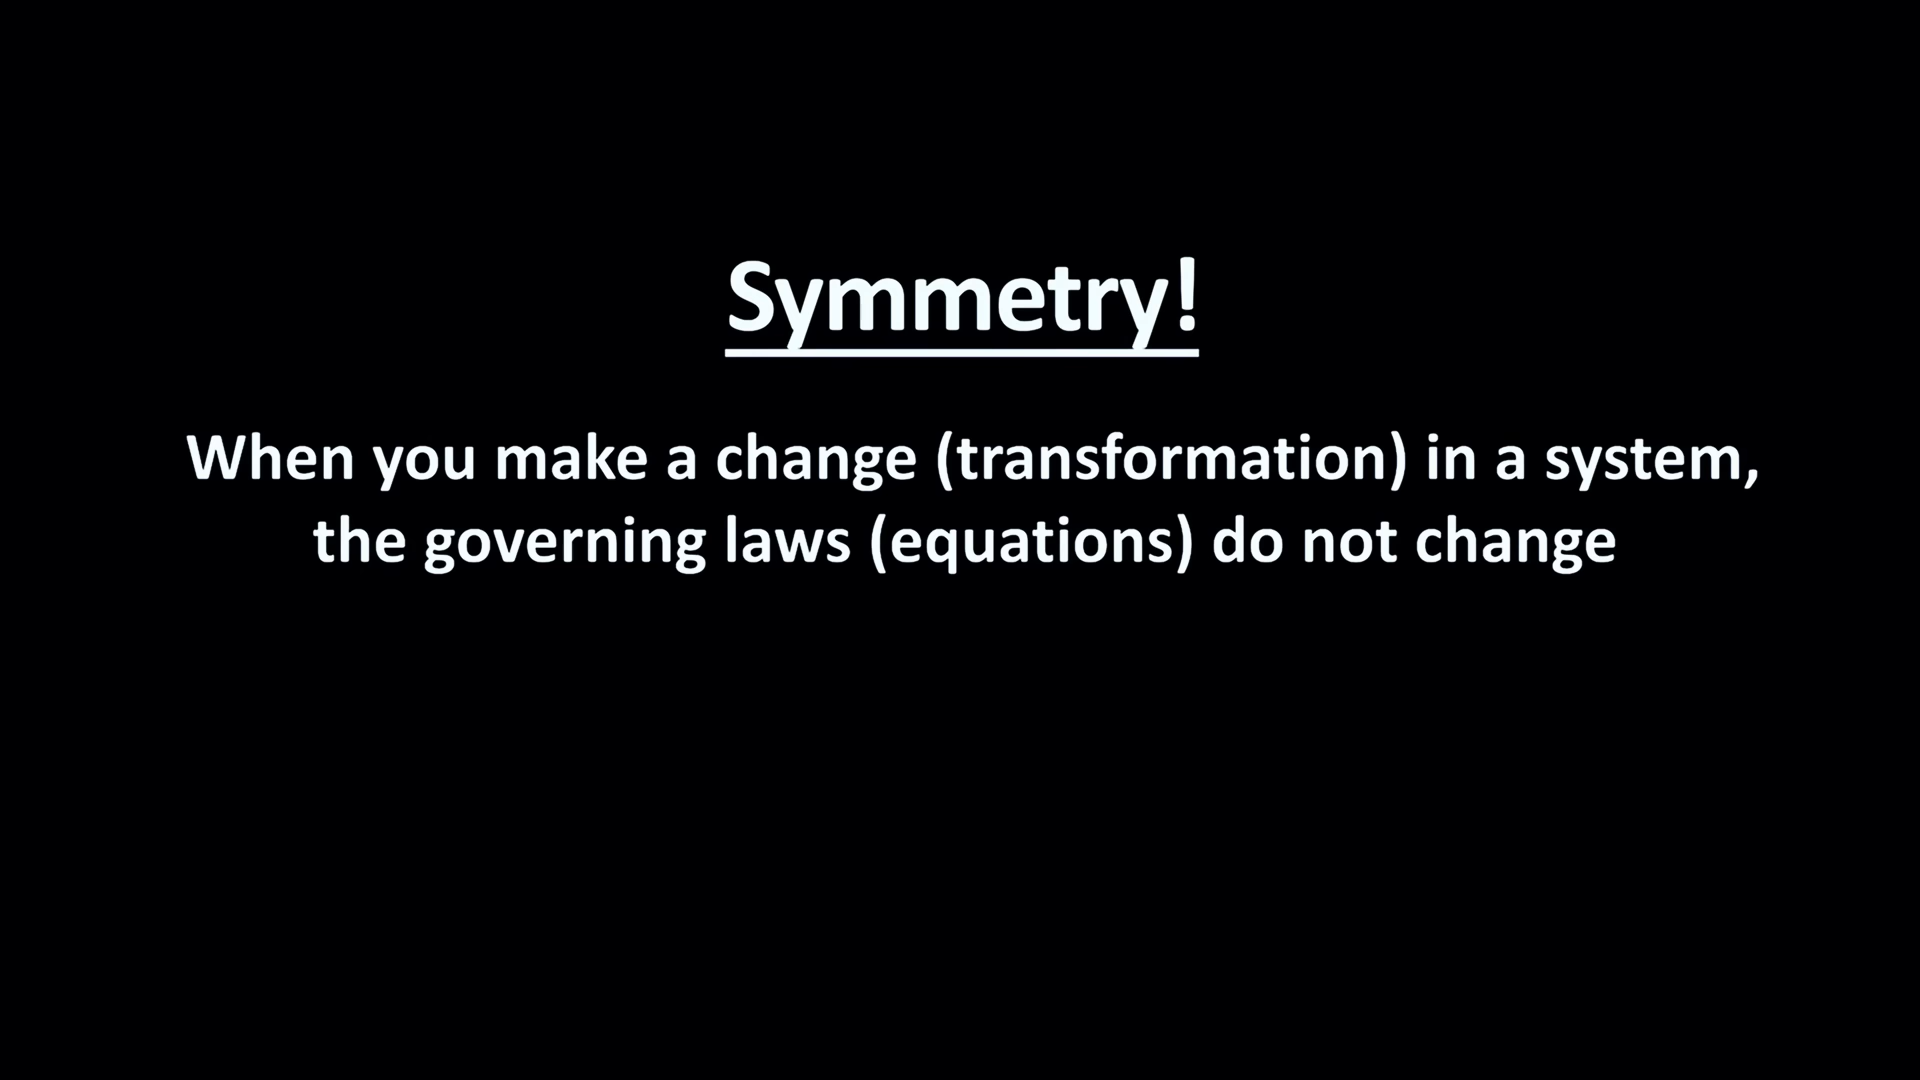 Symmetry!
When you make a change (transformation) in a system,
the governing laws (equations) do not change